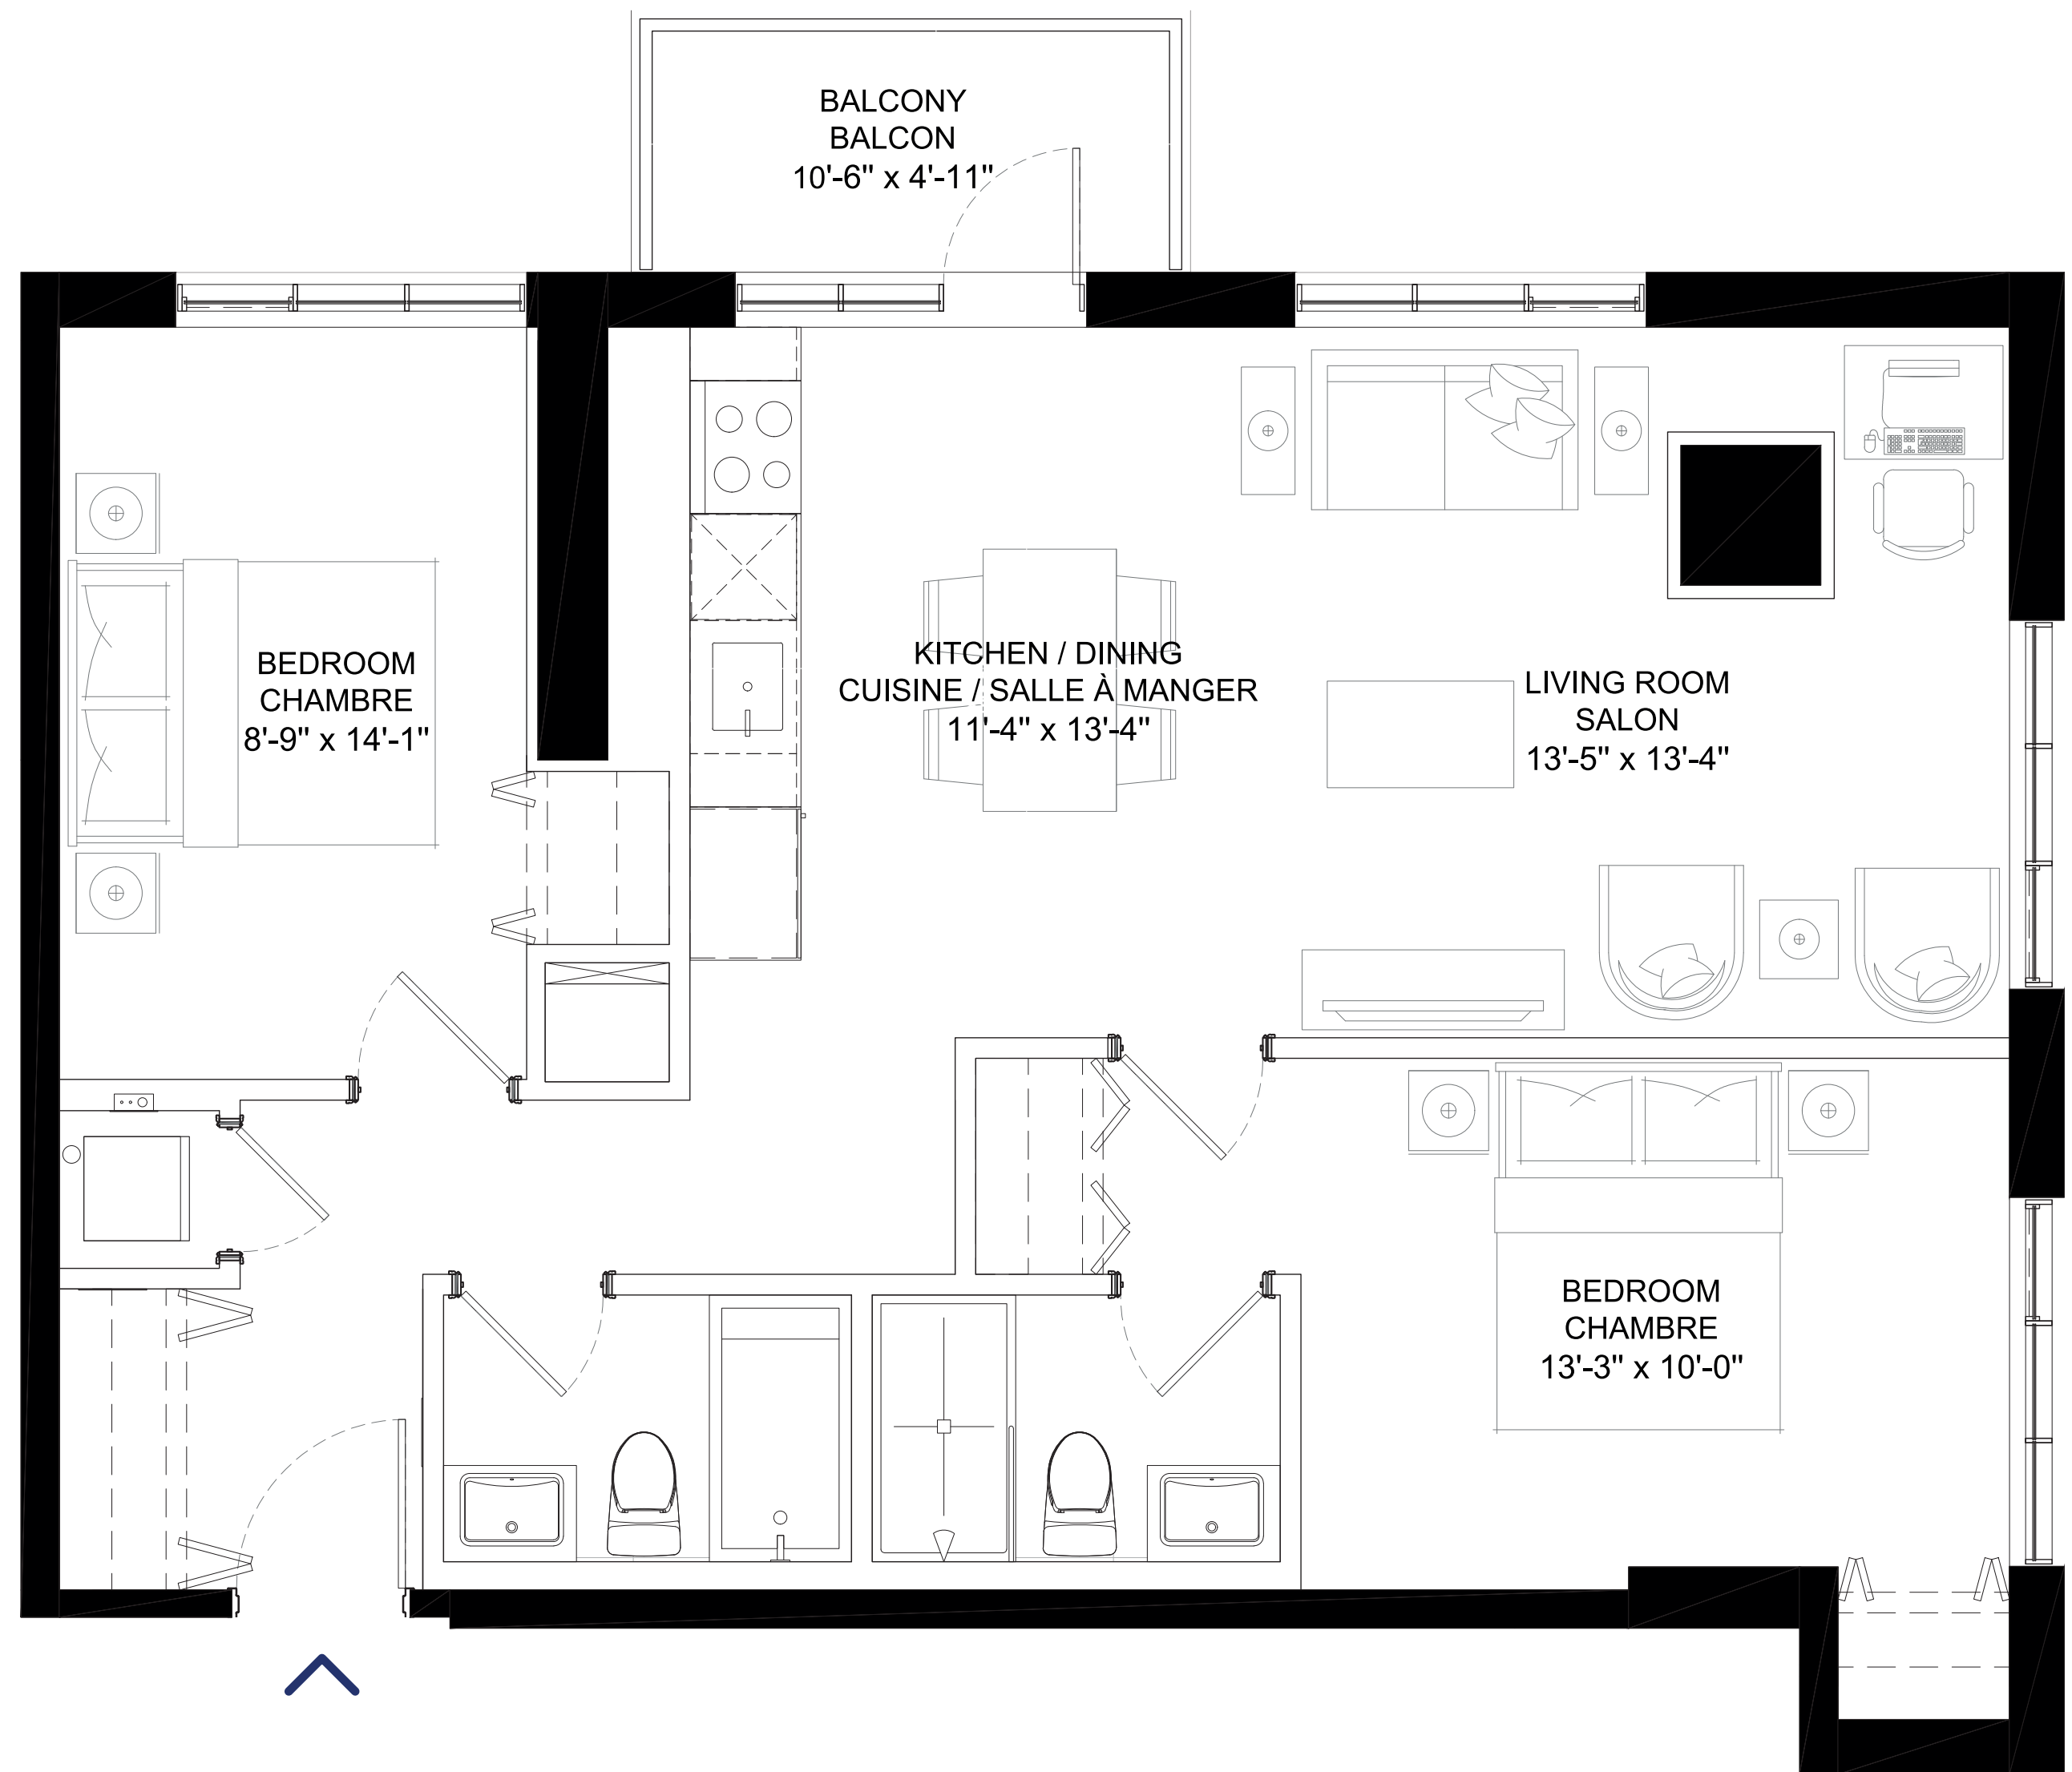 BALCONY
BALCON
10'-6" x 4'-11"
BEDROOM
CHAMBRE
8'-9" x 14'-1"
KITCHEN / DINING
CUISINE / SALLE À MANGER
11'-4" x 13'-4"
LIVING ROOM
SALON
13'-5" x 13'-4"
BEDROOM
CHAMBRE
13'-3" x 10'-0"